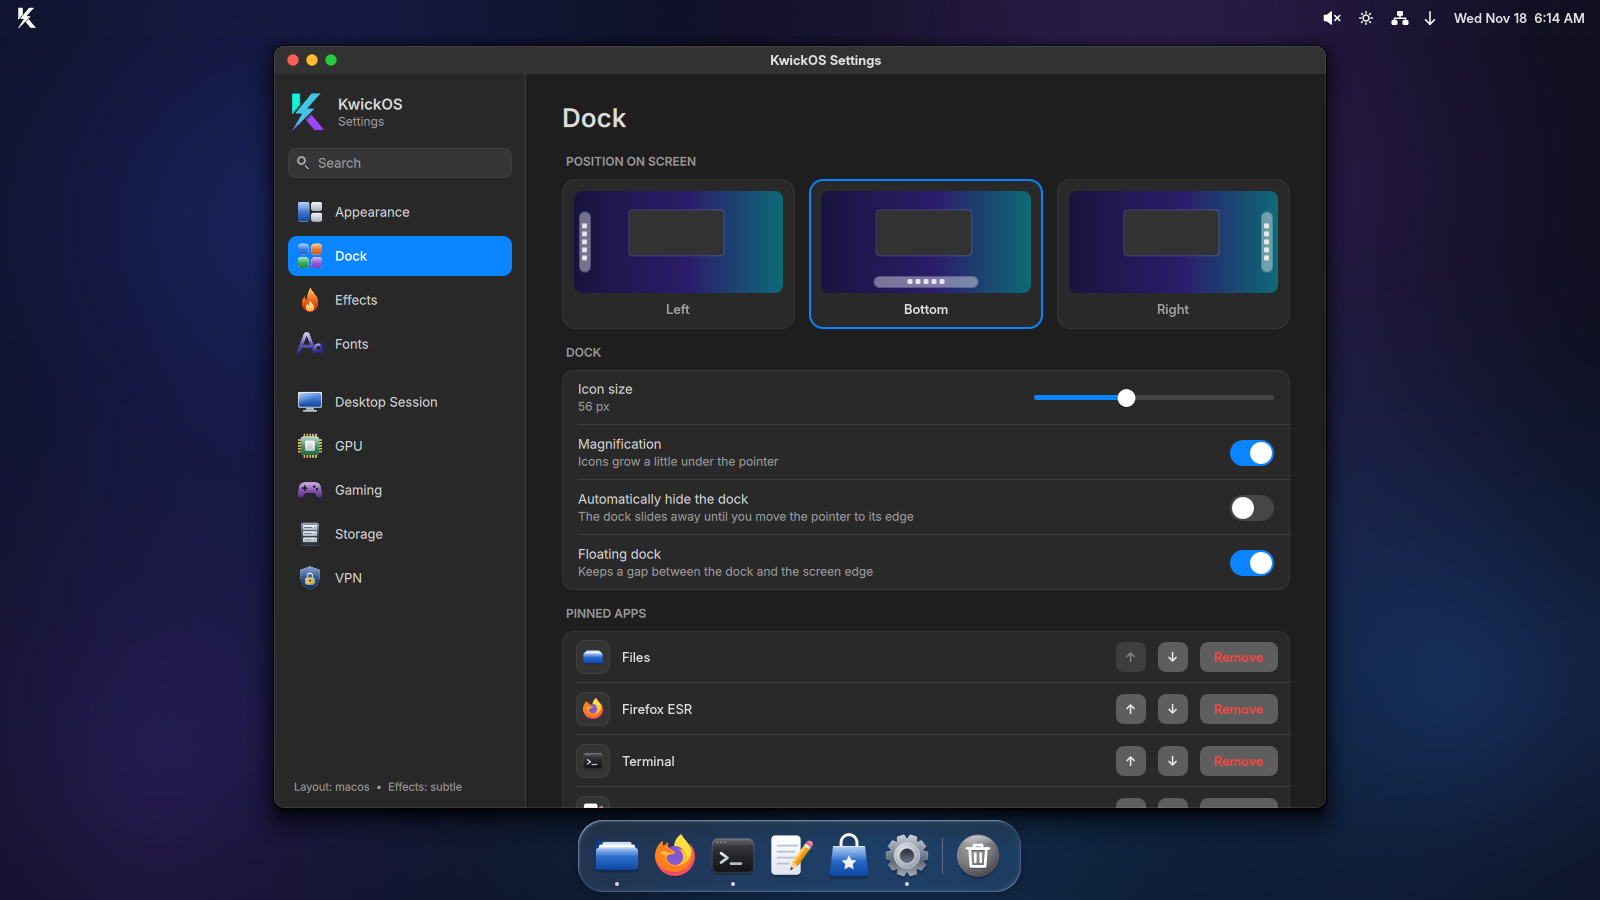 Wed Nov 18 6:14 AM
KwickOS Settings
KwickOS
Settings
Search
Appearance
Dock
Effects
Fonts
Desktop Session
GPU
Gaming
Storage
VPN
Layout: macos • Effects: subtle
Dock
POSITION ON SCREEN
Left
Bottom
Right
DOCK
Icon size
56 px
Magnification
Icons grow a little under the pointer
Automatically hide the dock
The dock slides away until you move the pointer to its edge
Floating dock
Keeps a gap between the dock and the screen edge
PINNED APPS
Files
Remove
Firefox ESR
Remove
Terminal
Remove